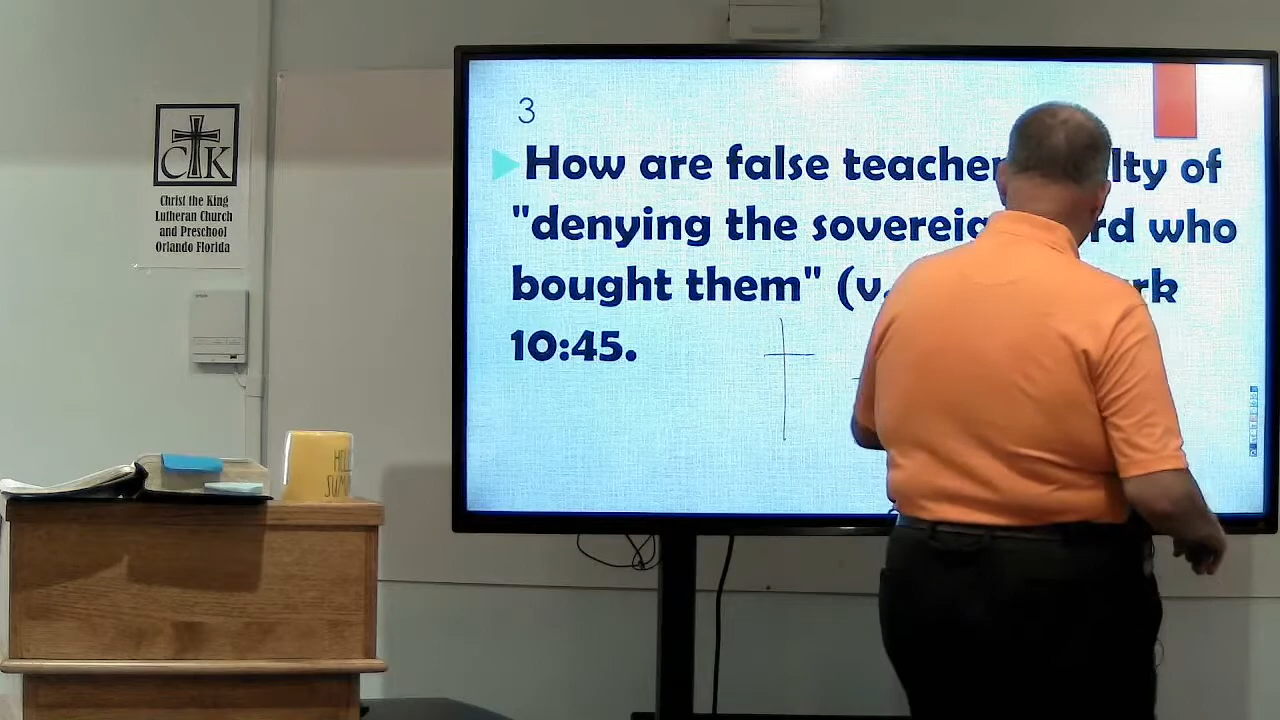 CTK
Christ the King
Lutheran Church
and Preschool
Orlando Florida
3
How are false teacher lty of
"denying the sovereig rd who
bought them" (v. rk
10:45.